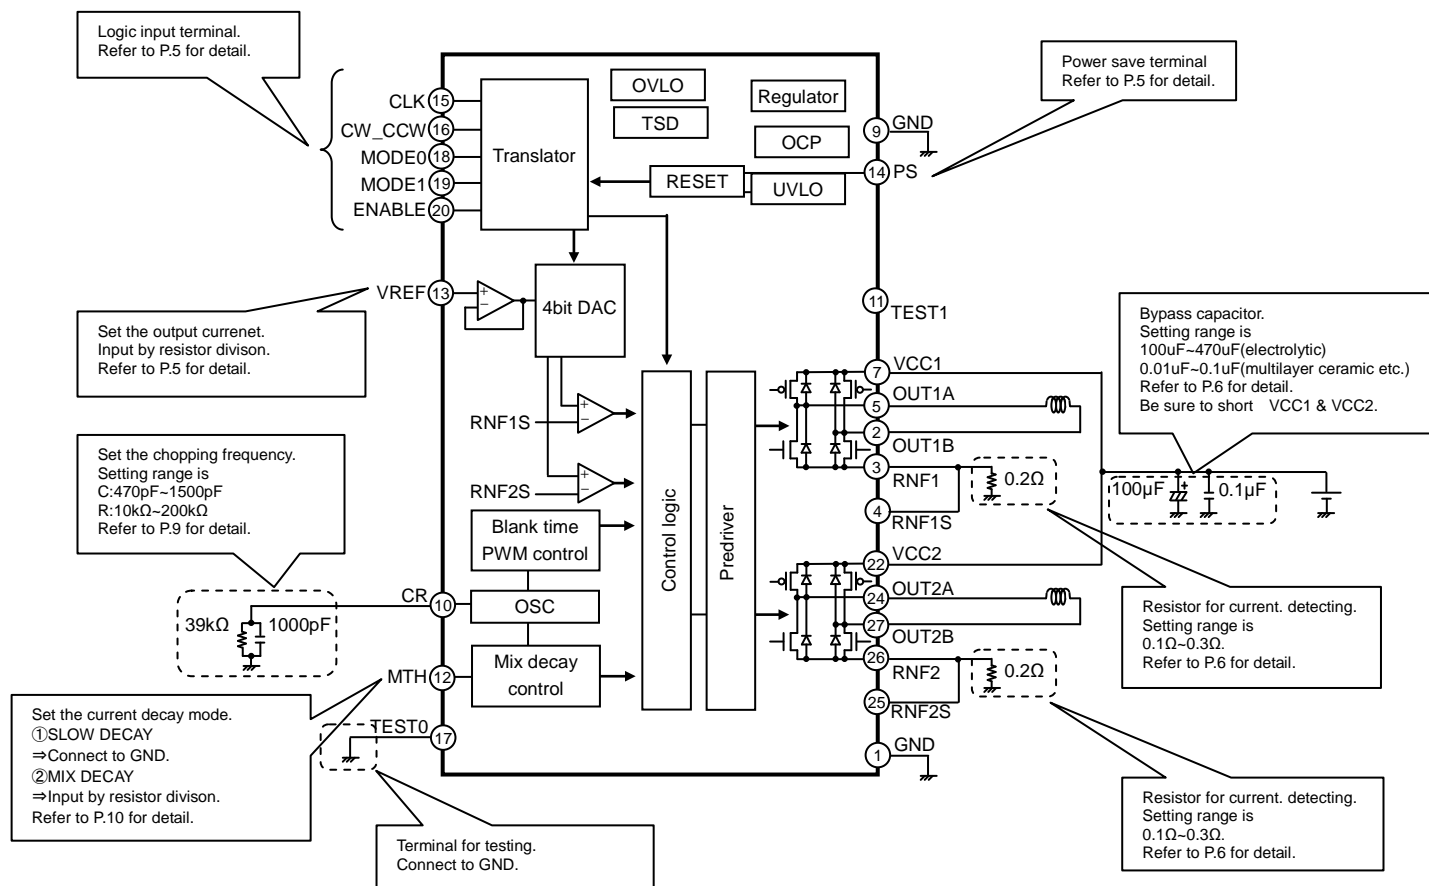 Logic input terminal.
Refer to P.5 for detail.
Power save terminal
Refer to P.5 for detail.
CLK 15
CW_CCW 16
MODE0 18
MODE1 19
ENABLE 20
Translator
OVLO
TSD
Regulator
OCP
RESET
UVLO
9 GND
14 PS
VREF 13
+
−
4bit DAC
11
TEST1
Set the output currenet.
Input by resistor divison.
Refer to P.5 for detail.
Bypass capacitor.
Setting range is
100uF~470uF(electrolytic)
0.01uF~0.1uF(multilayer ceramic etc.)
Refer to P.6 for detail.
Be sure to short VCC1 & VCC2.
7 VCC1
5 OUT1A
2
OUT1B
3
RNF1
4
RNF1S
0.2Ω
100µF
+
0.1µF
RNF1S
+
−
RNF2S
+
−
Control logic
Predriver
Set the chopping frequency.
Setting range is
C:470pF~1500pF
R:10kΩ~200kΩ
Refer to P.9 for detail.
Blank time
PWM control
OSC
Mix decay
control
CR
10
39kΩ
1000pF
MTH 12
TEST0
17
22 VCC2
24 OUT2A
27
OUT2B
26
RNF2
25
RNF2S
0.2Ω
1 GND
Resistor for current. detecting.
Setting range is
0.1Ω~0.3Ω.
Refer to P.6 for detail.
Set the current decay mode.
①SLOW DECAY
⇒Connect to GND.
②MIX DECAY
⇒Input by resistor divison.
Refer to P.10 for detail.
Terminal for testing.
Connect to GND.
Resistor for current. detecting.
Setting range is
0.1Ω~0.3Ω.
Refer to P.6 for detail.